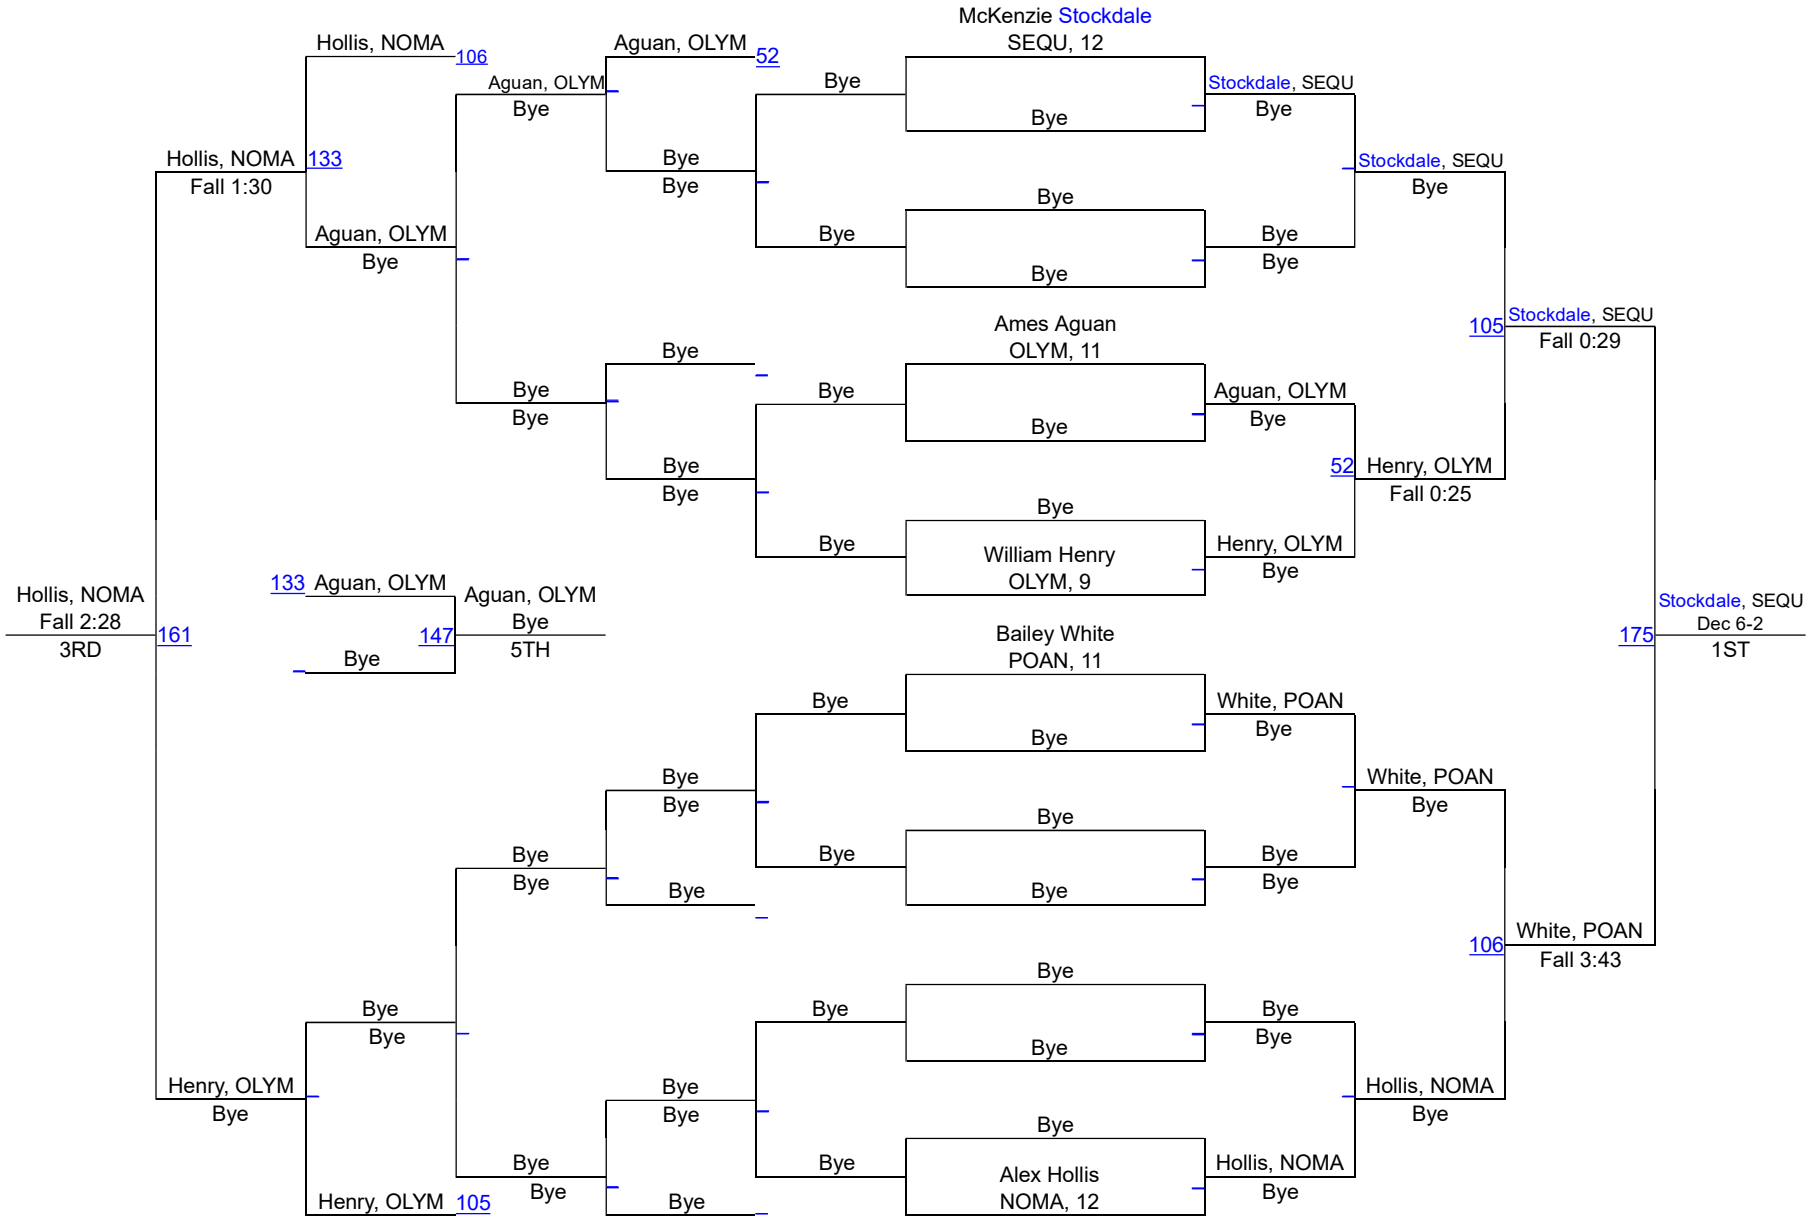 McKenzie Stockdale
Hollis, NOMA
Aguan, OLYM
SEQU, 12
106
52
Aguan, OLYM
Bye
Stockdale, SEQU
Bye
Bye
Bye
Hollis, NOMA
133
Bye
Stockdale, SEQU
Fall 1:30
Bye
Bye
Bye
Aguan, OLYM
Bye
Bye
Bye
Bye
Bye
Ames Aguan
105
Stockdale, SEQU
Bye
OLYM, 11
Fall 0:29
Bye
Bye
Aguan, OLYM
Bye
Bye
Bye
Bye
52
Henry, OLYM
Bye
Fall 0:25
Bye
Bye
William Henry
Henry, OLYM
OLYM, 9
Bye
133
Aguan, OLYM
Hollis, NOMA
Aguan, OLYM
Stockdale, SEQU
Fall 2:28
161
147
Bye
Bailey White
175
Dec 6-2
3RD
Bye
5TH
POAN, 11
1ST
Bye
White, POAN
Bye
Bye
Bye
White, POAN
Bye
Bye
Bye
Bye
Bye
Bye
Bye
Bye
Bye
Bye
106
White, POAN
Fall 3:43
Bye
Bye
Bye
Bye
Bye
Bye
Bye
Henry, OLYM
Bye
Hollis, NOMA
Bye
Bye
Bye
Bye
Bye
Bye
Alex Hollis
Hollis, NOMA
Bye
NOMA, 12
Bye
Henry, OLYM
105
Bye